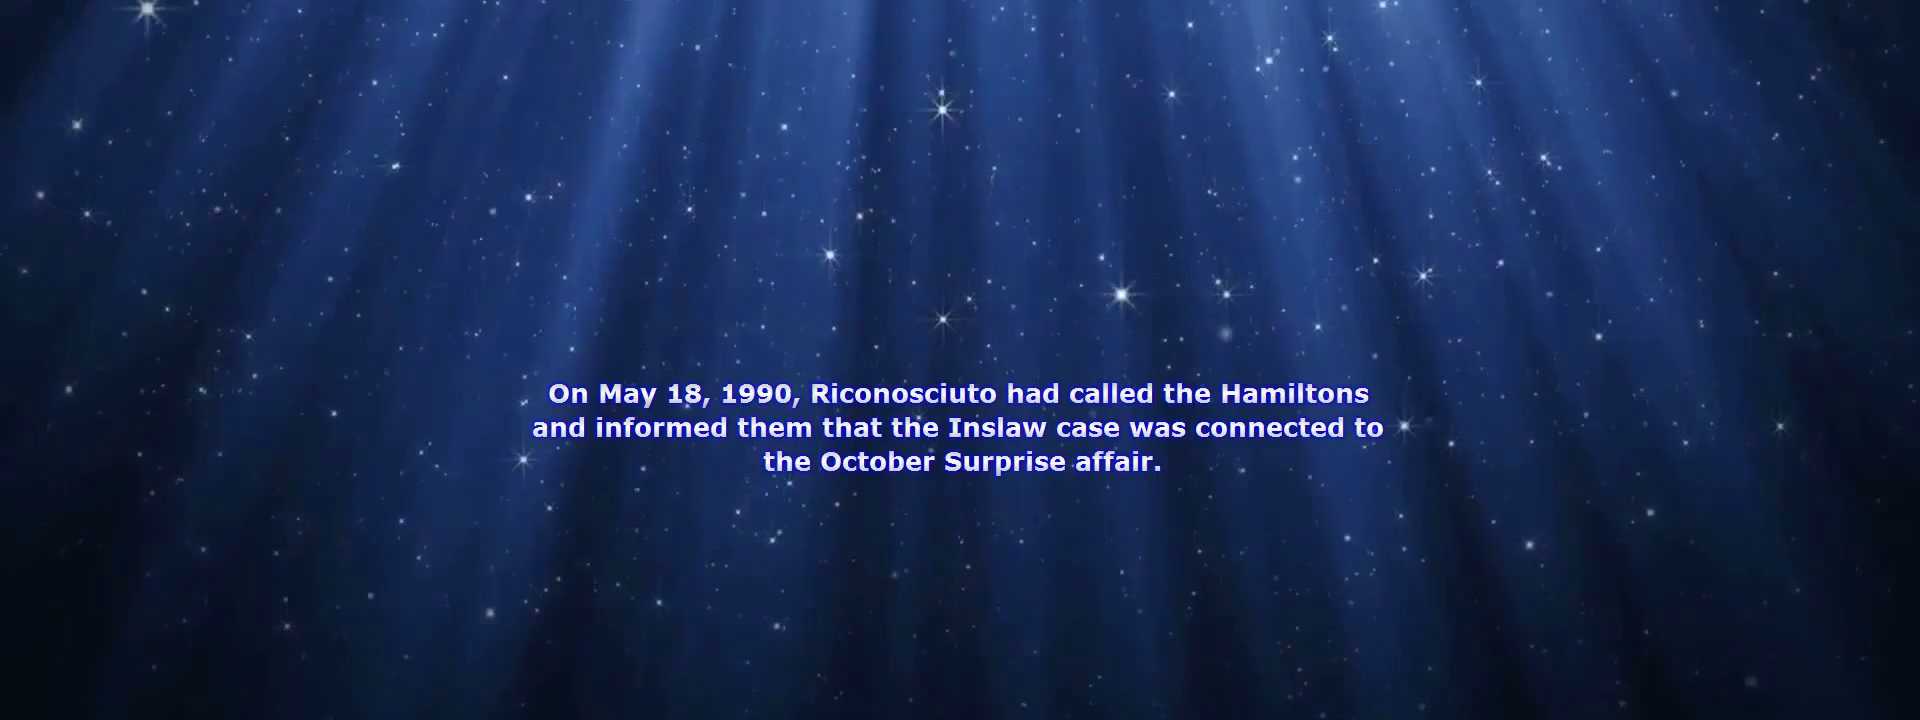 On May 18, 1990, Riconosciuto had called the Hamiltons
and informed them that the Inslaw case was connected to
the October Surprise affair.